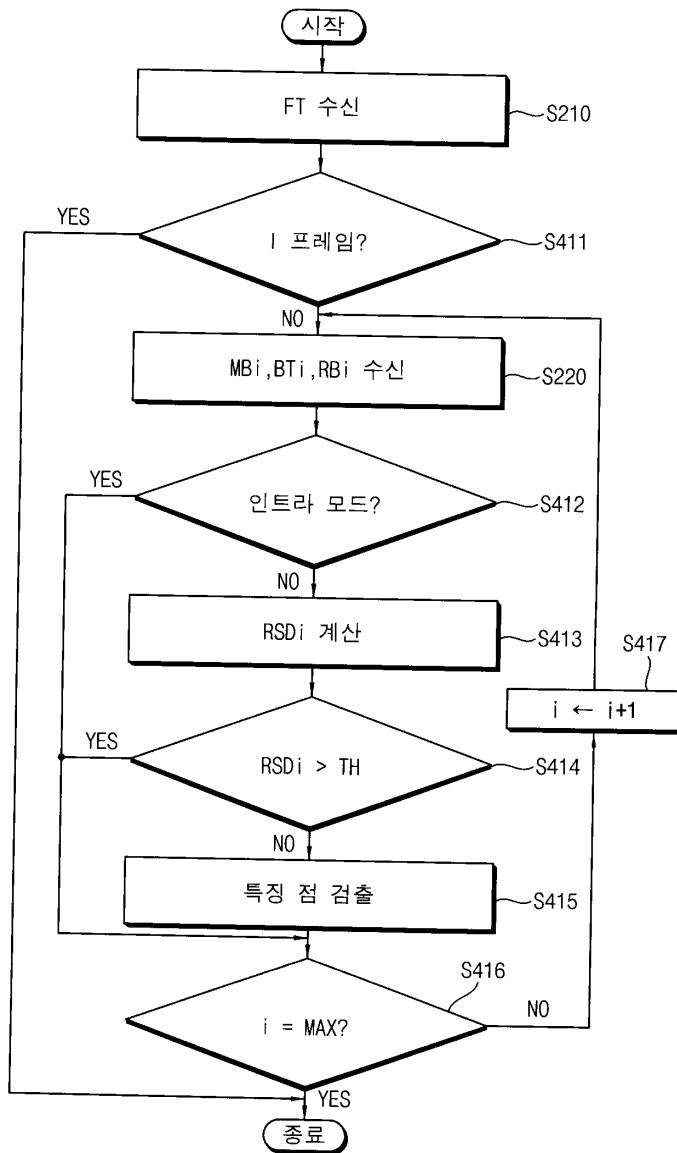 시작
FT 수신
S210
YES
I 프레임?
S411
NO
MBi,BTi,RBi 수신
S220
YES
인트라 모드?
S412
NO
RSDi 계산
S413
S417
i ← i+1
YES
RSDi > TH
S414
NO
특징 점 검출
S415
S416
i = MAX?
NO
YES
종료